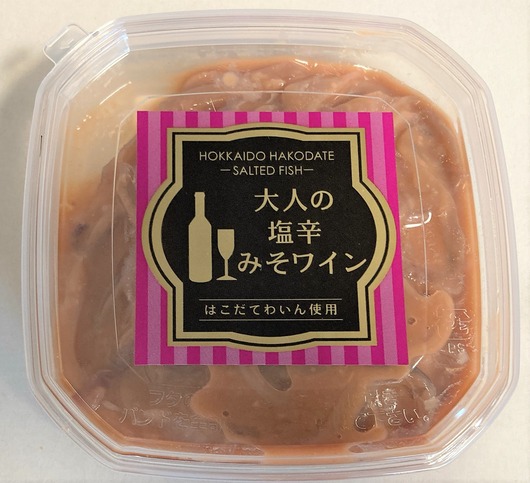 HOKKAIDO HAKODATE
—SALTED FISH—
大人の
塩辛
みそワイン
はこだてわいん使用